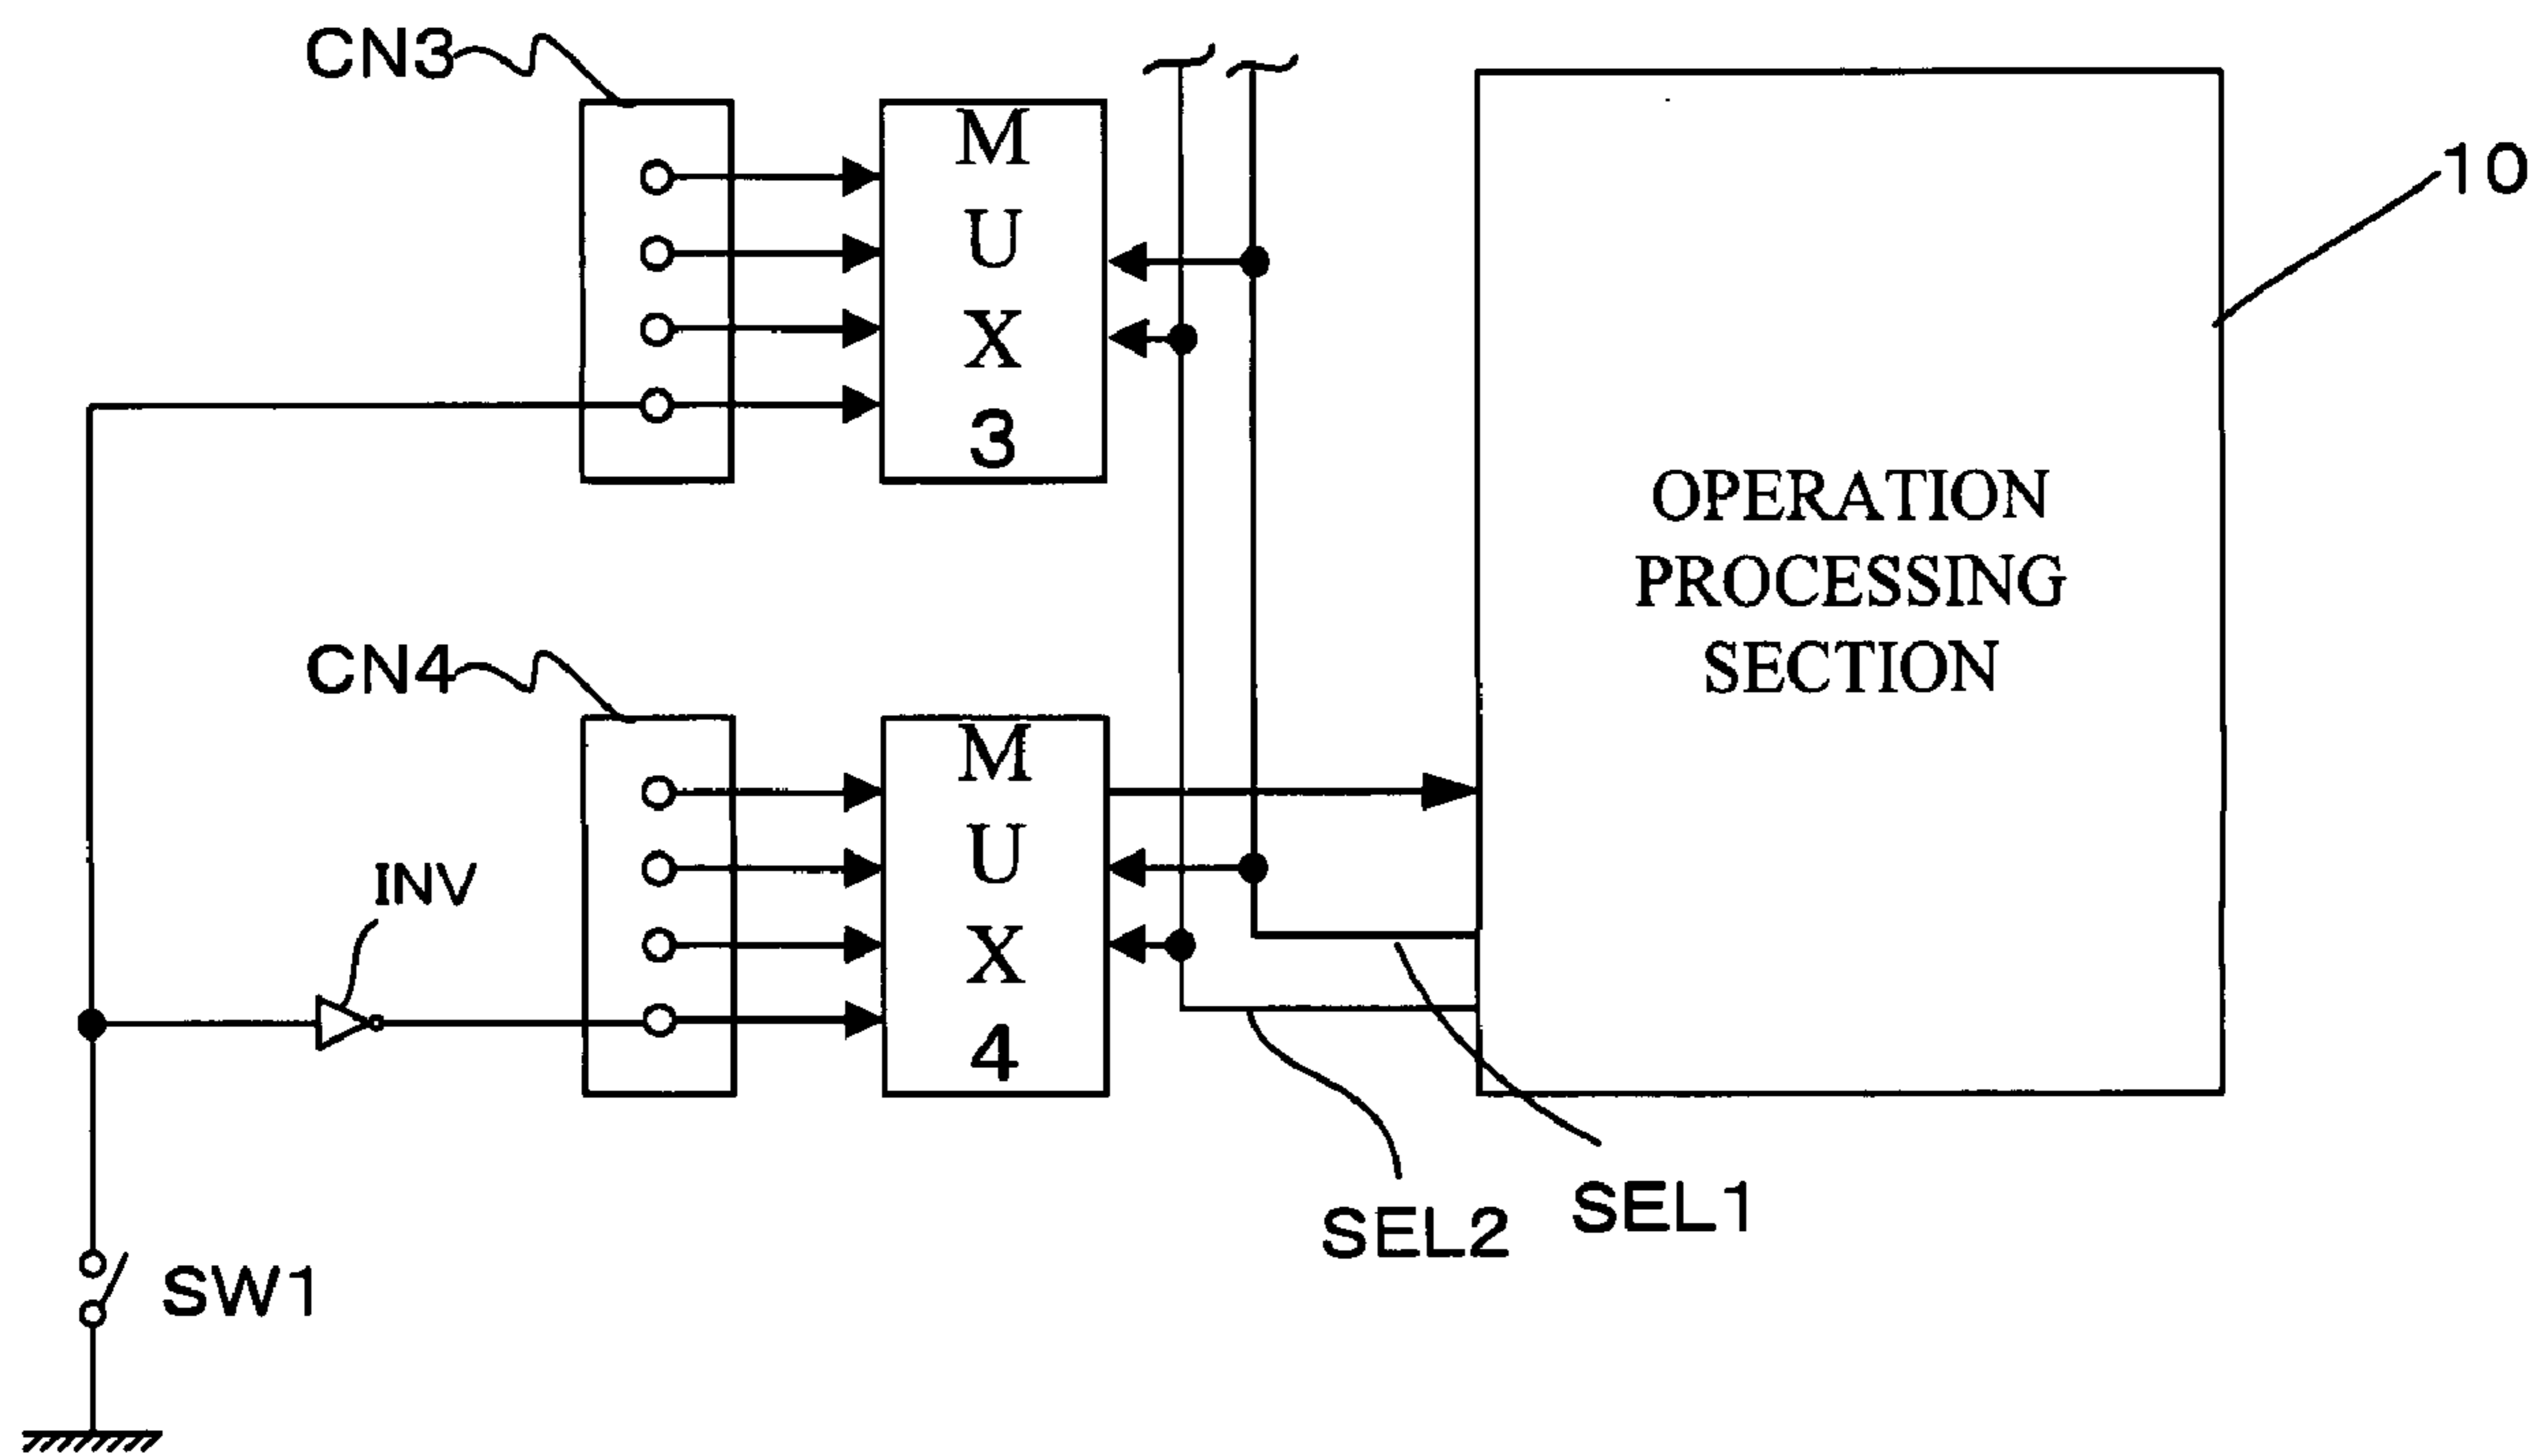 CN3
M
U
X
3
10
OPERATION
PROCESSING
SECTION
CN4
M
U
X
4
INV
SEL1
SEL2
SW1